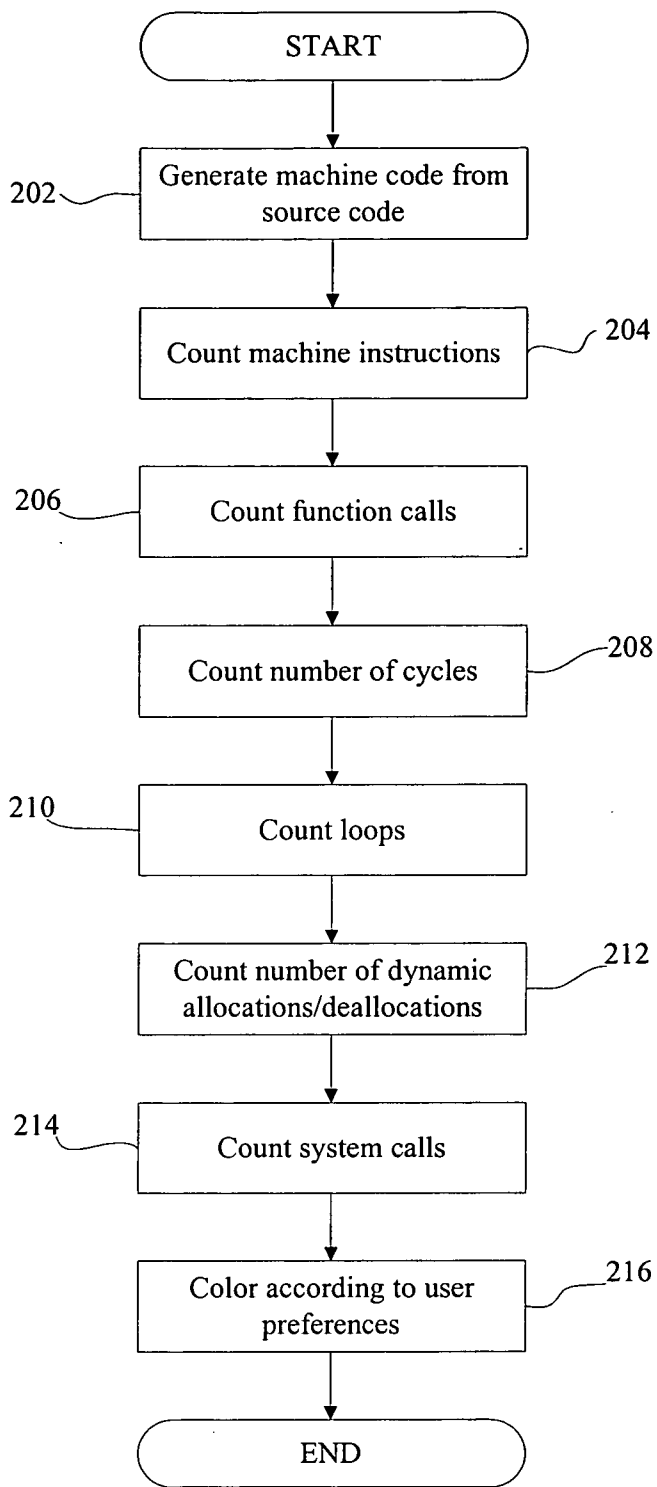 START
202
Generate machine code from
source code
204
Count machine instructions
206
Count function calls
208
Count number of cycles
210
Count loops
212
Count number of dynamic
allocations/deallocations
214
Count system calls
216
Color according to user
preferences
END